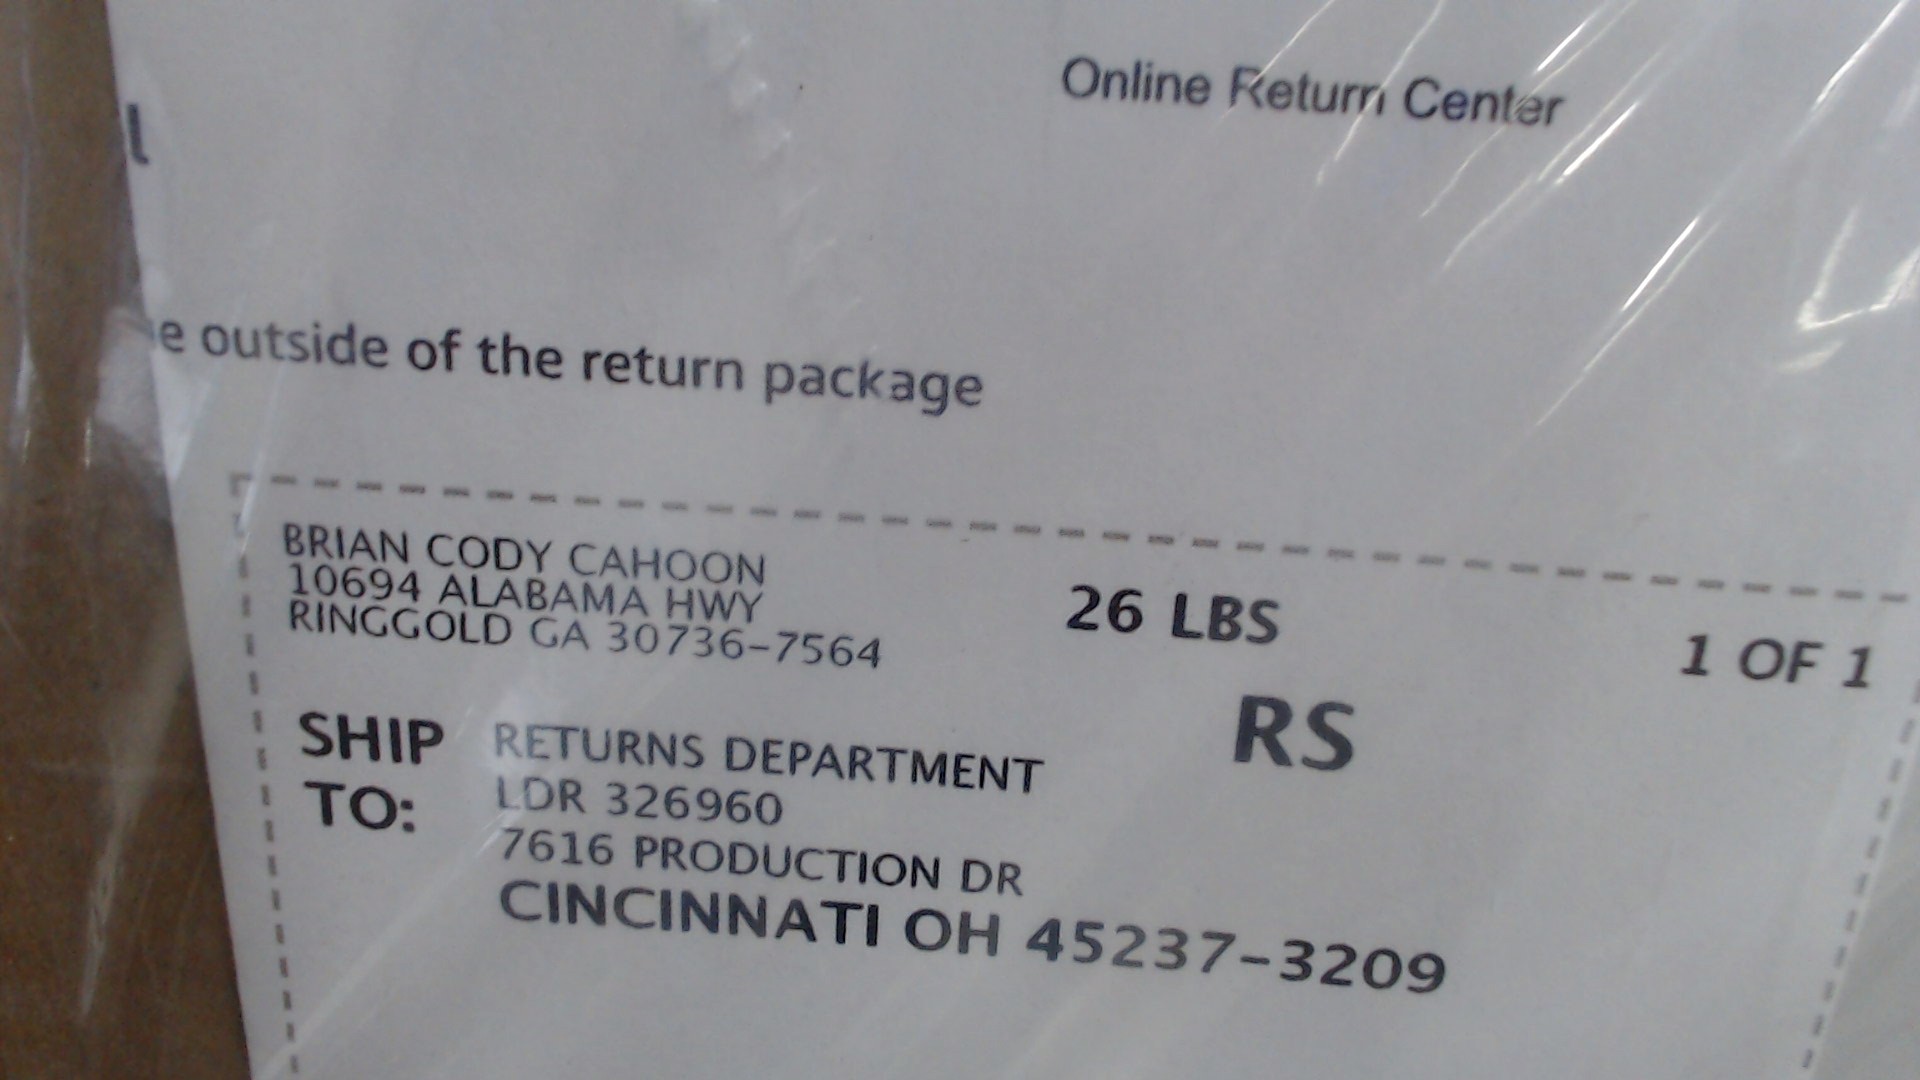 Online Return Center
l
e outside of the return package
BRIAN CODY CAHOON
10694 ALABAMA HWY
RINGGOLD GA 30736-7564
26 LBS
1 OF 1
RS
SHIP TO:
RETURNS DEPARTMENT
LDR 326960
7616 PRODUCTION DR
CINCINNATI OH 45237-3209